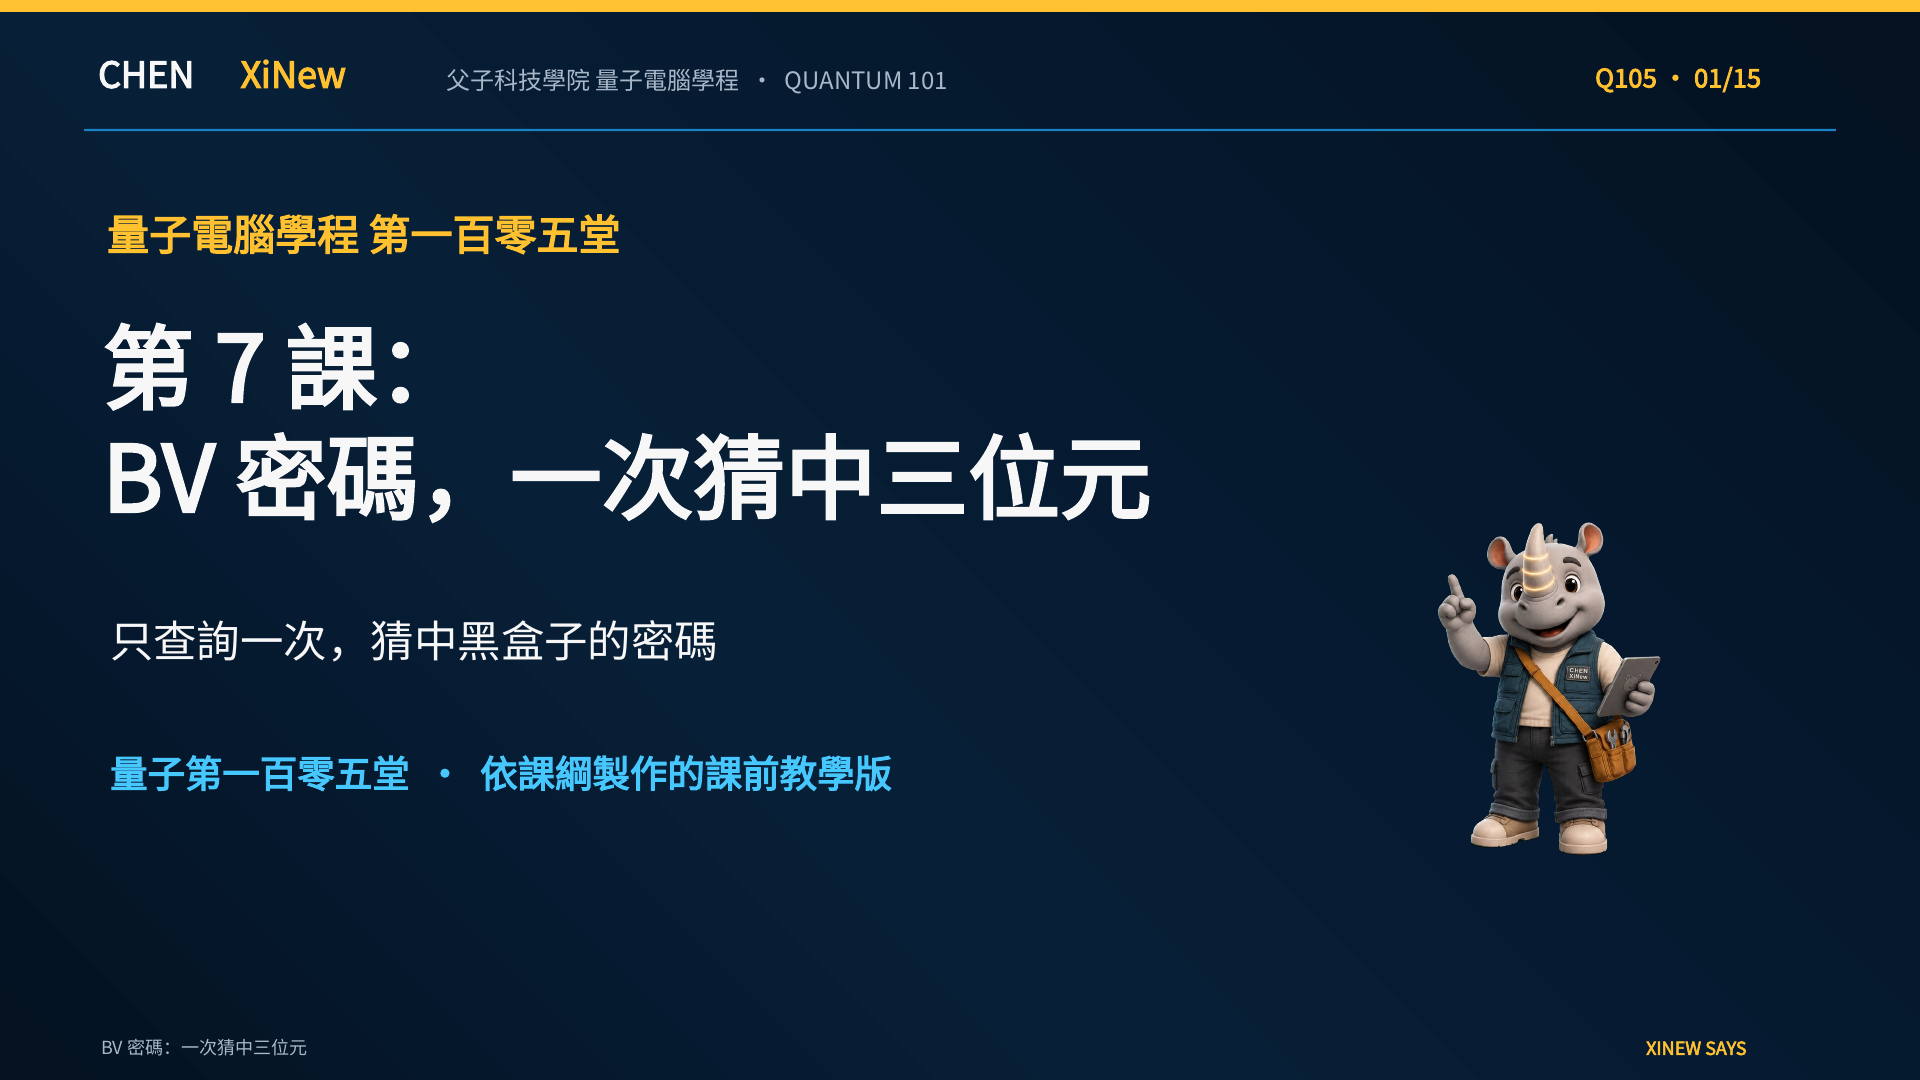 CHEN XiNew 父子科技學院 量子電腦學程 · QUANTUM 101 Q105 · 01/15
量子電腦學程 第一百零五堂
第 7 課：
BV 密碼，一次猜中三位元
只查詢一次，猜中黑盒子的密碼
CHEN
XiNew
量子第一百零五堂 · 依課綱製作的課前教學版
BV 密碼：一次猜中三位元 XINEW SAYS